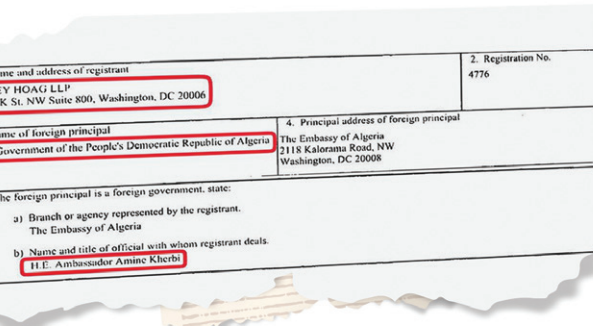 me and address of registrant
EY HOAG LLP
K St. NW Suite 800, Washington, DC 20006
2. Registration No.
4776
me of foreign principal
Government of the People's Democratic Republic of Algeria
4. Principal address of foreign principal
The Embassy of Algeria
2118 Kalorama Road, NW
Washington, DC 20008
he foreign principal is a foreign government, state:
a) Branch or agency represented by the registrant.
The Embassy of Algeria
b) Name and title of official with whom registrant deals.
H.E. Ambassador Amine Kherbi